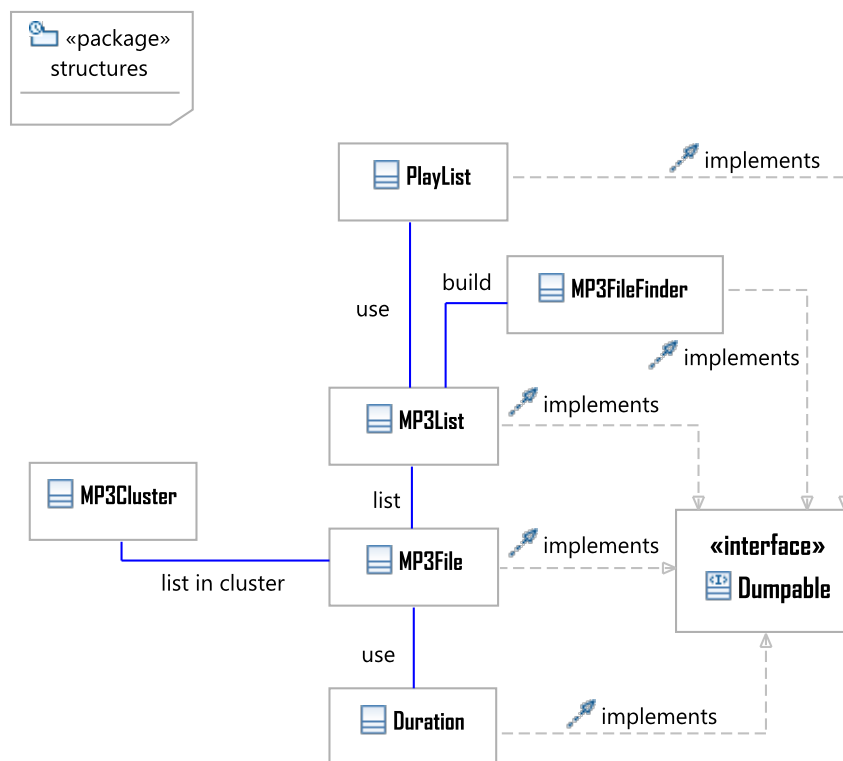 «package»
structures
PlayList
implements
build
MP3FileFinder
use
implements
MP3List
implements
MP3Cluster
list
MP3File
implements
«interface»
Dumpable
list in cluster
use
Duration
implements